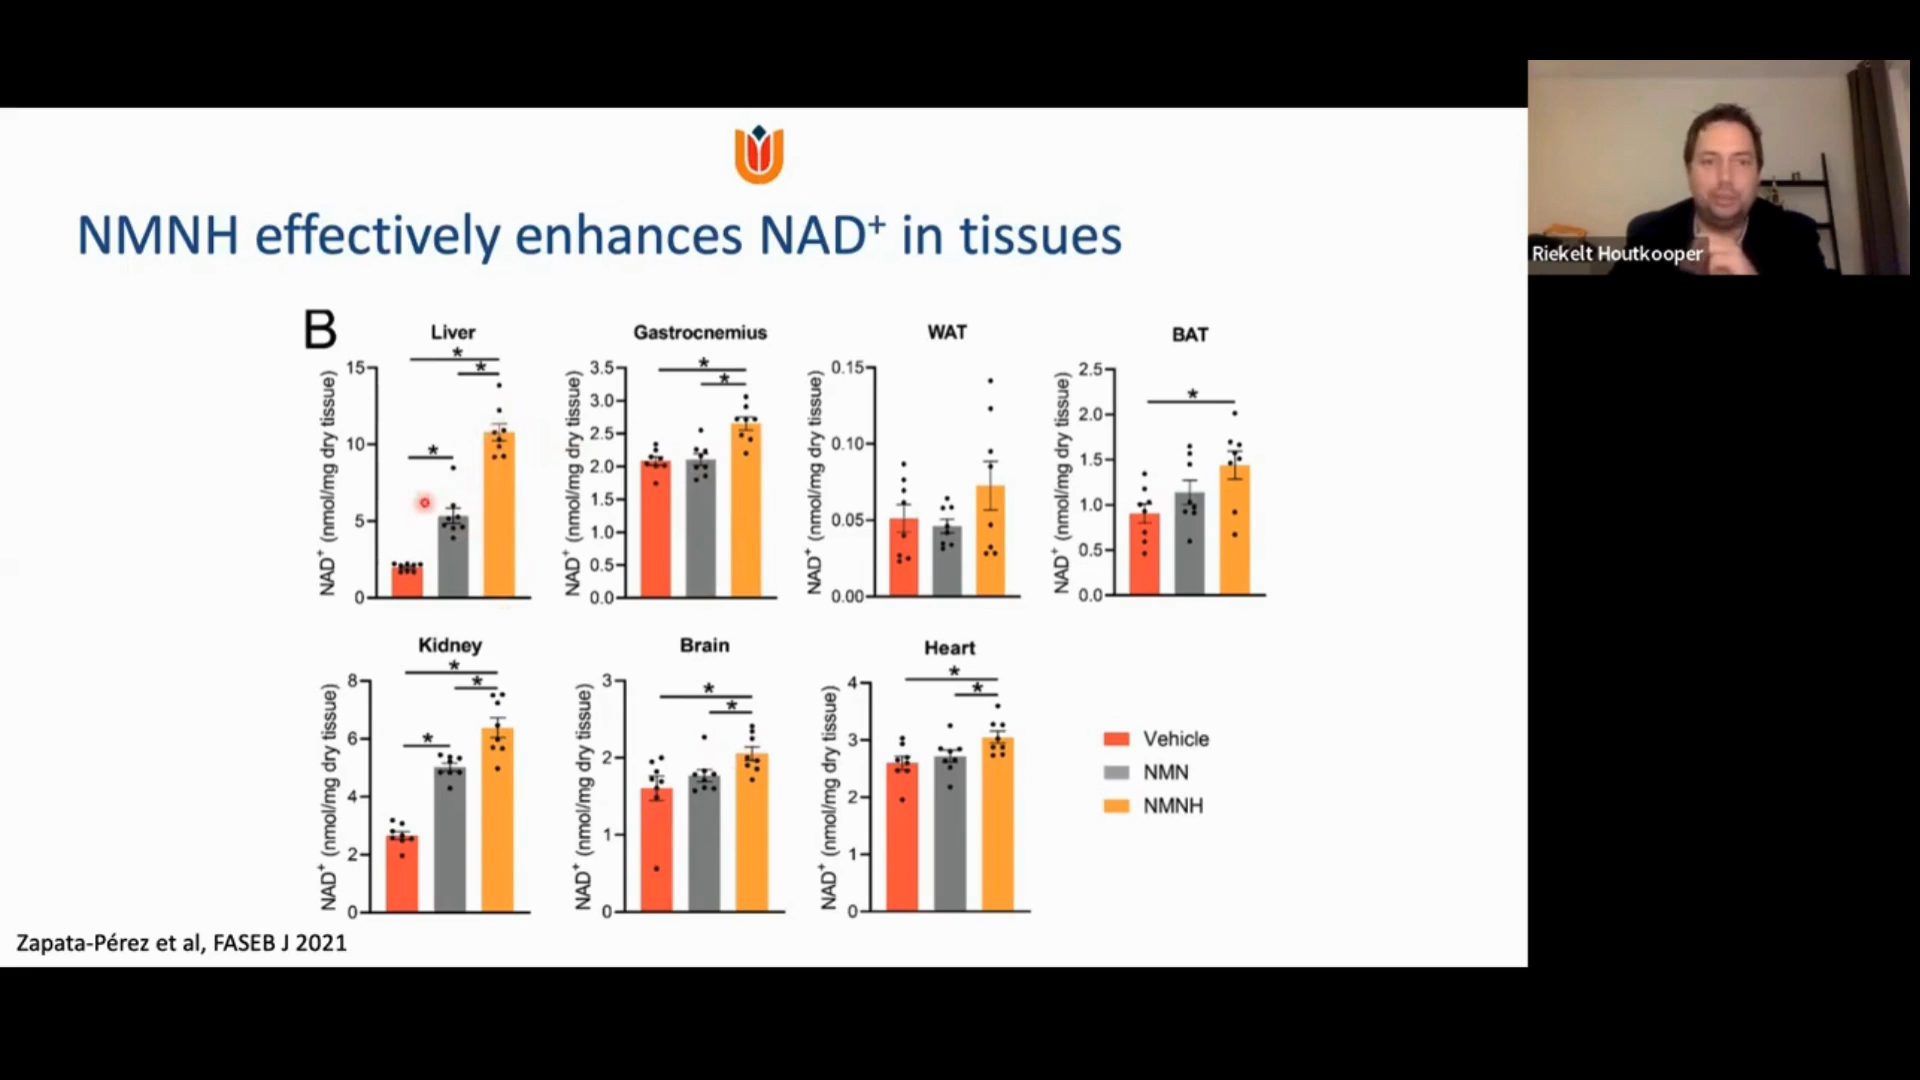 NMNH effectively enhances NAD⁺ in tissues
Riekelt Houtkooper
B
Liver
NAD⁺ (nmol/mg dry tissue)
15
10
5
0
*
*
*
Gastrocnemius
NAD⁺ (nmol/mg dry tissue)
3.5
3.0
2.5
2.0
1.5
1.0
0.5
0.0
*
*
WAT
NAD⁺ (nmol/mg dry tissue)
0.15
0.10
0.05
0.00
BAT
NAD⁺ (nmol/mg dry tissue)
2.5
2.0
1.5
1.0
0.5
0.0
*
Kidney
NAD⁺ (nmol/mg dry tissue)
8
6
4
2
0
*
*
*
Brain
NAD⁺ (nmol/mg dry tissue)
3
2
1
0
*
*
Heart
NAD⁺ (nmol/mg dry tissue)
4
3
2
1
0
*
*
Vehicle
NMN
NMNH
Zapata-Pérez et al, FASEB J 2021